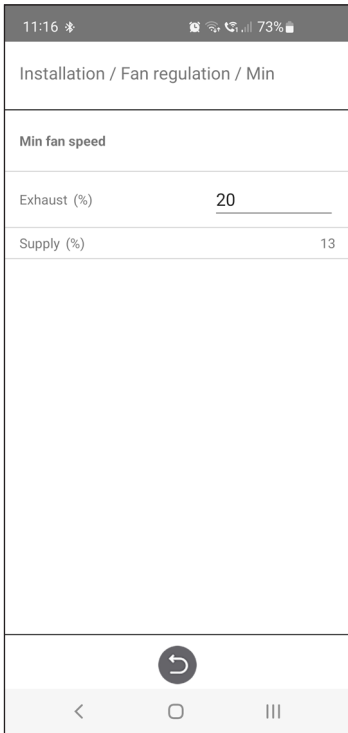 11:16 73%
Installation / Fan regulation / Min
Min fan speed
Exhaust (%) 20
Supply (%) 13